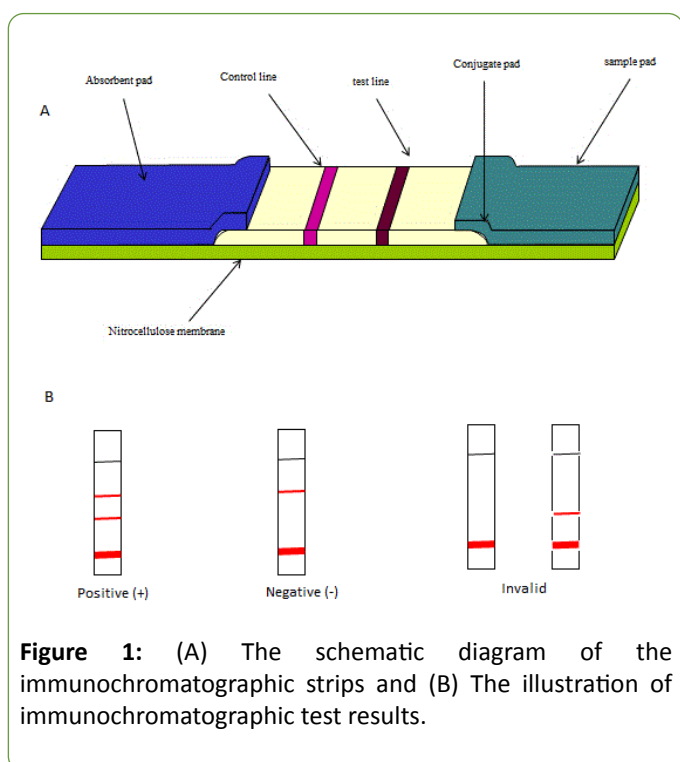 Absorbent pad
Control line
test line
Conjugate pad
sample pad
A
Nitrocellulose membrane
B
Positive (+)
Negative (-)
Invalid
Figure 1: (A) The schematic diagram of the
immunochromatographic strips and (B) The illustration of
immunochromatographic test results.